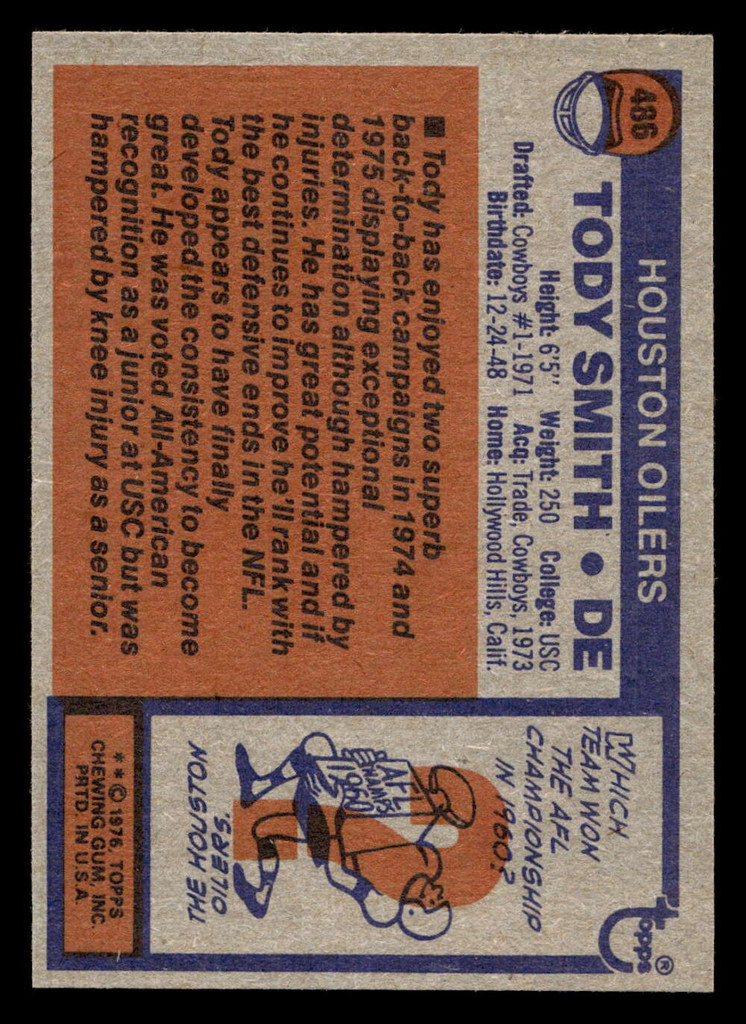 466
HOUSTON OILERS
TODY SMITH • DE
Height: 6'5" Weight: 250 College: USC
Drafted: Cowboys #1-1971 Acq: Trade, Cowboys, 1973
Birthdate: 12-24-48 Home: Hollywood Hills, Calif.
■ Tody has enjoyed two superb
back-to-back campaigns in 1974 and
1975 displaying exceptional
determination although hampered by
injuries. He has great potential and if
he continues to improve he'll rank with
the best defensive ends in the NFL.
Tody appears to have finally
developed the consistency to become
great. He was voted All-American
recognition as a junior at USC but was
hampered by knee injury as a senior.
topps®
WHICH
TEAM WON
THE AFL
CHAMPIONSHIP
IN 1960?
?
AFL
CHAMPS
1960
THE HOUSTON
OILERS.
**© 1976 TOPPS
CHEWING GUM, INC.
PRTD. IN U.S.A.